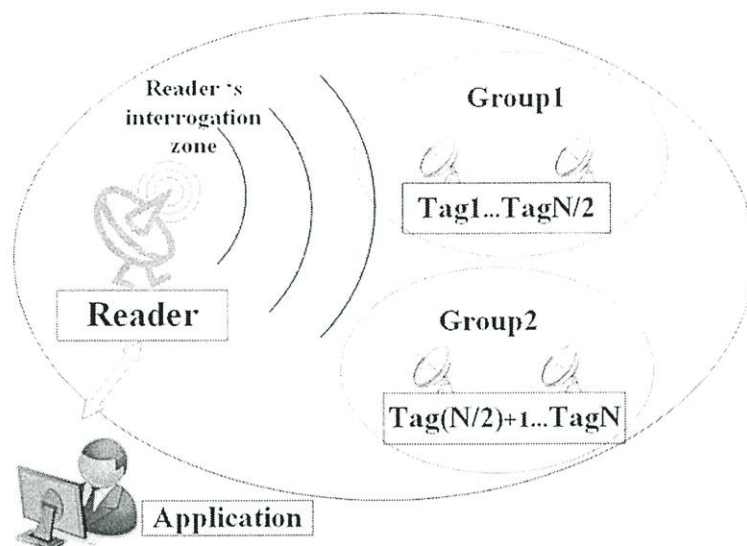 Reader 's
interrogation
zone
Reader
Group1
Tag1...TagN/2
Group2
Tag(N/2)+1...TagN
Application